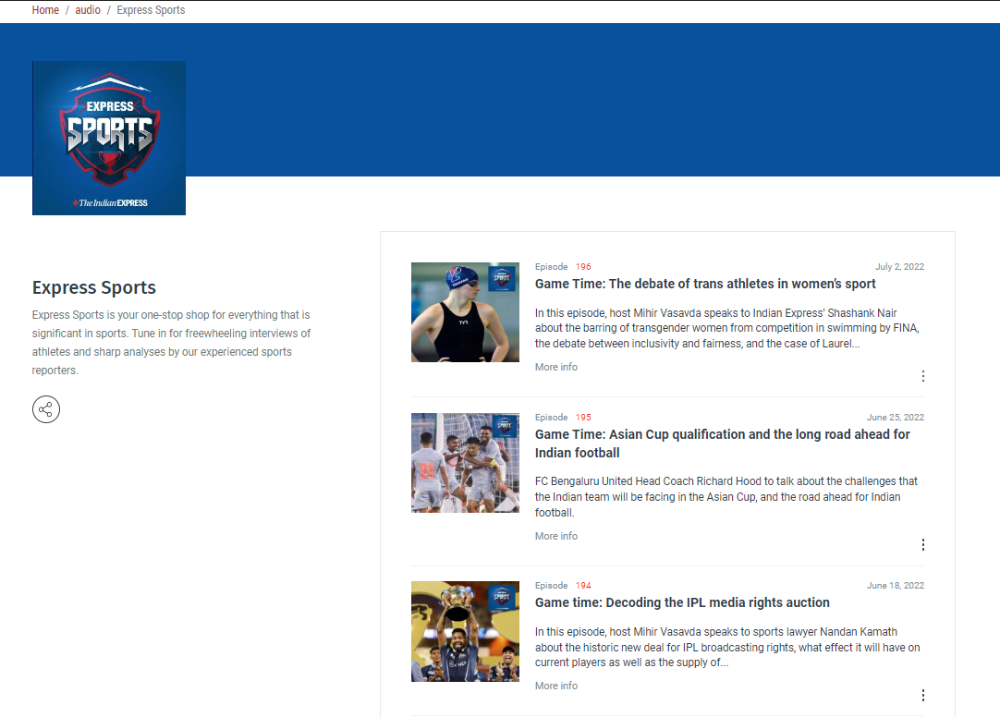 Home / audio / Express Sports
EXPRESS
SPORTS
The Indian EXPRESS
Express Sports
Express Sports is your one-stop shop for everything that is
significant in sports. Tune in for freewheeling interviews of
athletes and sharp analyses by our experienced sports
reporters.
SPORTS
TYR
Episode 196 July 2, 2022
Game Time: The debate of trans athletes in women’s sport
In this episode, host Mihir Vasavda speaks to Indian Express’ Shashank Nair
about the barring of transgender women from competition in swimming by FINA,
the debate between inclusivity and fairness, and the case of Laurel...
More info
SPORTS
Episode 195 June 25, 2022
Game Time: Asian Cup qualification and the long road ahead for
Indian football
FC Bengaluru United Head Coach Richard Hood to talk about the challenges that
the Indian team will be facing in the Asian Cup, and the road ahead for Indian
football.
More info
SPORTS
Episode 194 June 18, 2022
Game time: Decoding the IPL media rights auction
In this episode, host Mihir Vasavda speaks to sports lawyer Nandan Kamath
about the historic new deal for IPL broadcasting rights, what effect it will have on
current players as well as the supply of...
More info